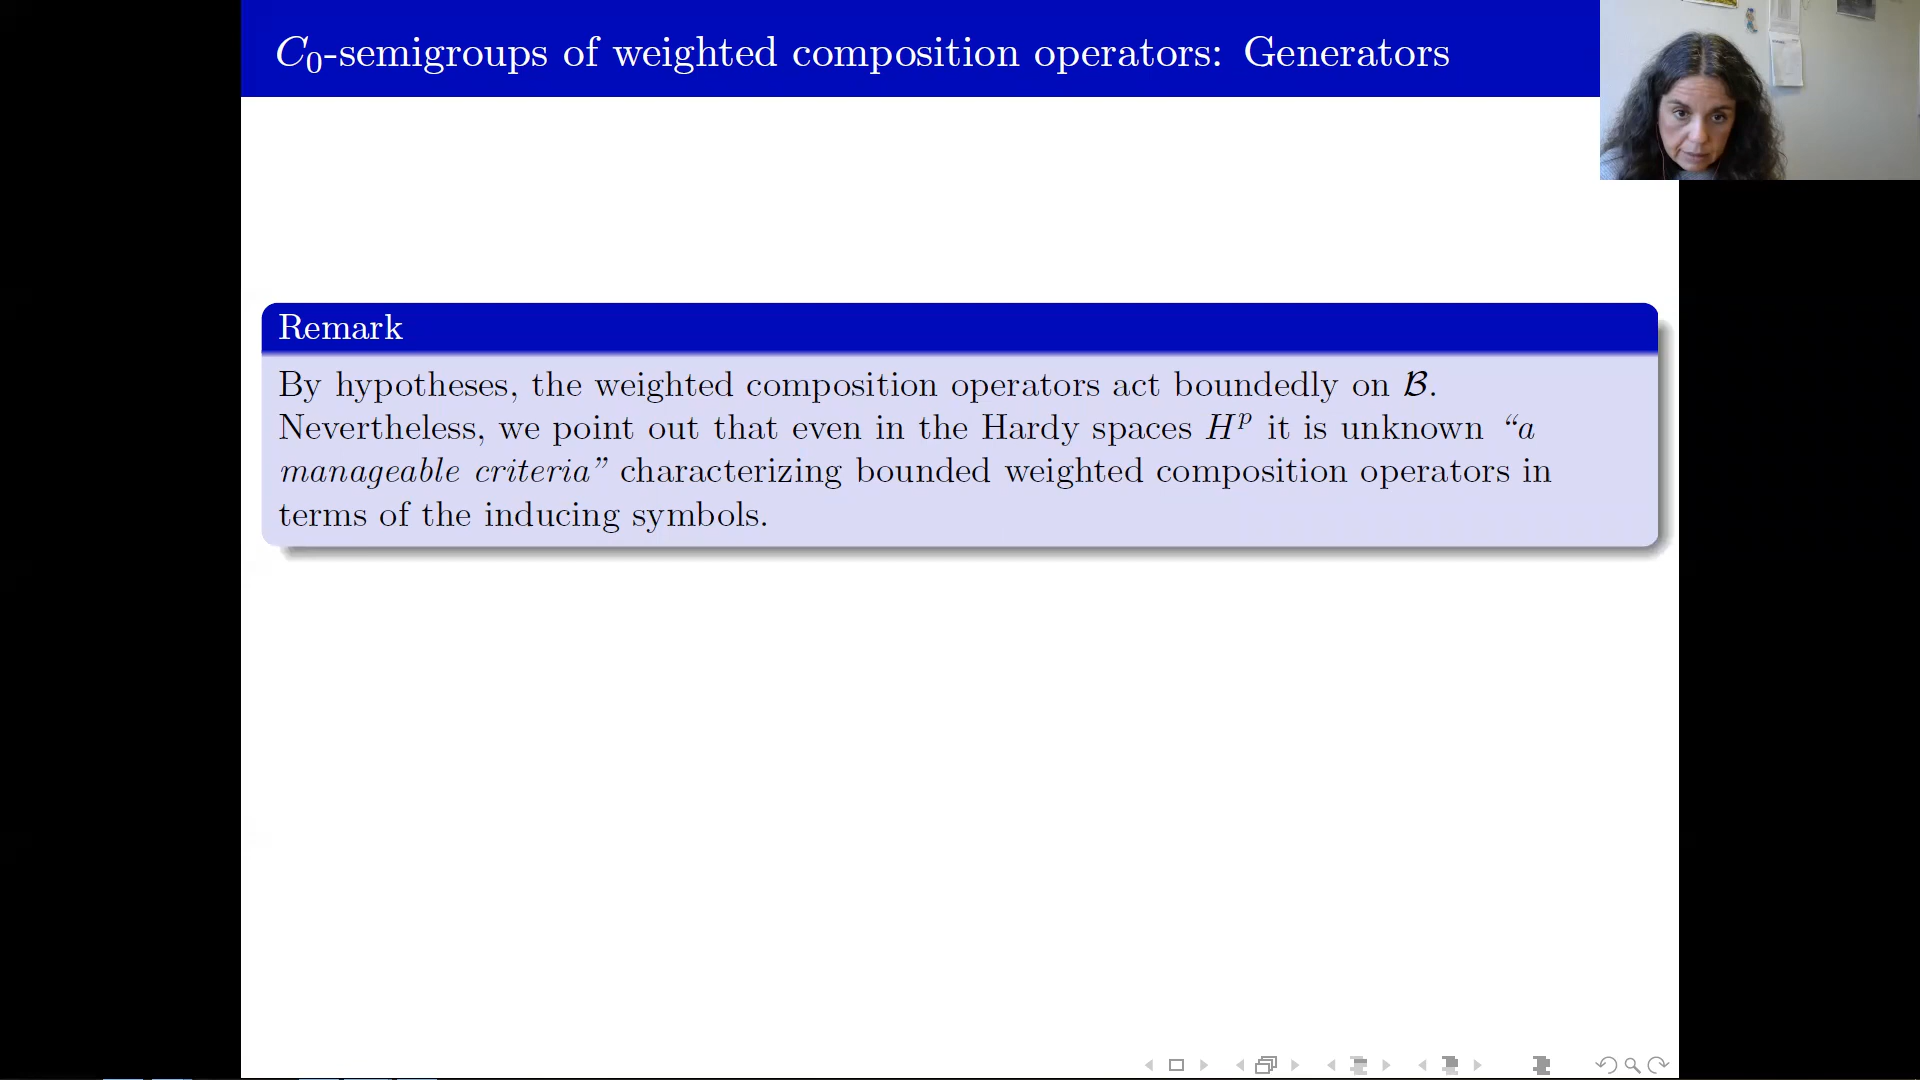 C₀-semigroups of weighted composition operators: Generators
Remark
By hypotheses, the weighted composition operators act boundedly on ℬ.
Nevertheless, we point out that even in the Hardy spaces Hᵖ it is unknown “a
manageable criteria” characterizing bounded weighted composition operators in
terms of the inducing symbols.